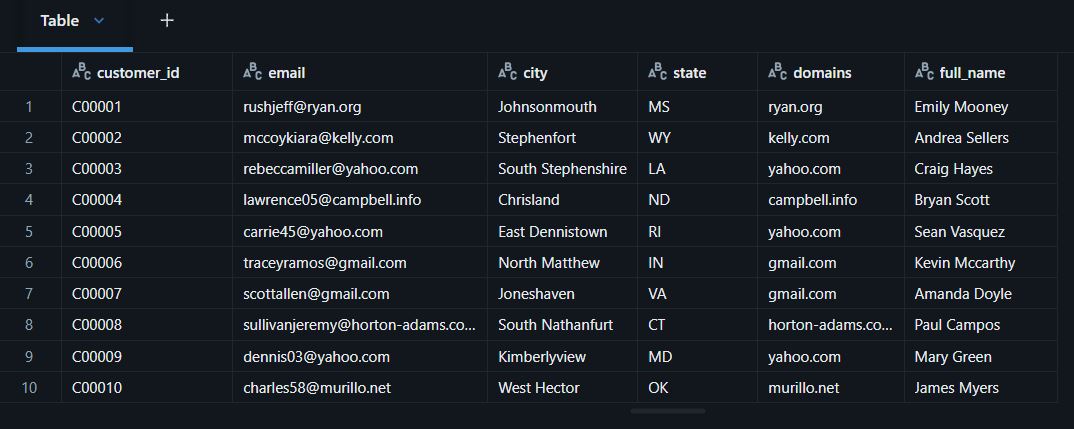 Table +
customer_id email city state domains full_name
1 C00001 rushjeff@ryan.org Johnsonmouth MS ryan.org Emily Mooney
2 C00002 mccoykiara@kelly.com Stephenfort WY kelly.com Andrea Sellers
3 C00003 rebeccamiller@yahoo.com South Stephenshire LA yahoo.com Craig Hayes
4 C00004 lawrence05@campbell.info Chrisland ND campbell.info Bryan Scott
5 C00005 carrie45@yahoo.com East Dennistown RI yahoo.com Sean Vasquez
6 C00006 traceyramos@gmail.com North Matthew IN gmail.com Kevin Mccarthy
7 C00007 scottallen@gmail.com Joneshaven VA gmail.com Amanda Doyle
8 C00008 sullivanjeremy@horton-adams.co... South Nathanfurt CT horton-adams.co... Paul Campos
9 C00009 dennis03@yahoo.com Kimberlyview MD yahoo.com Mary Green
10 C00010 charles58@murillo.net West Hector OK murillo.net James Myers